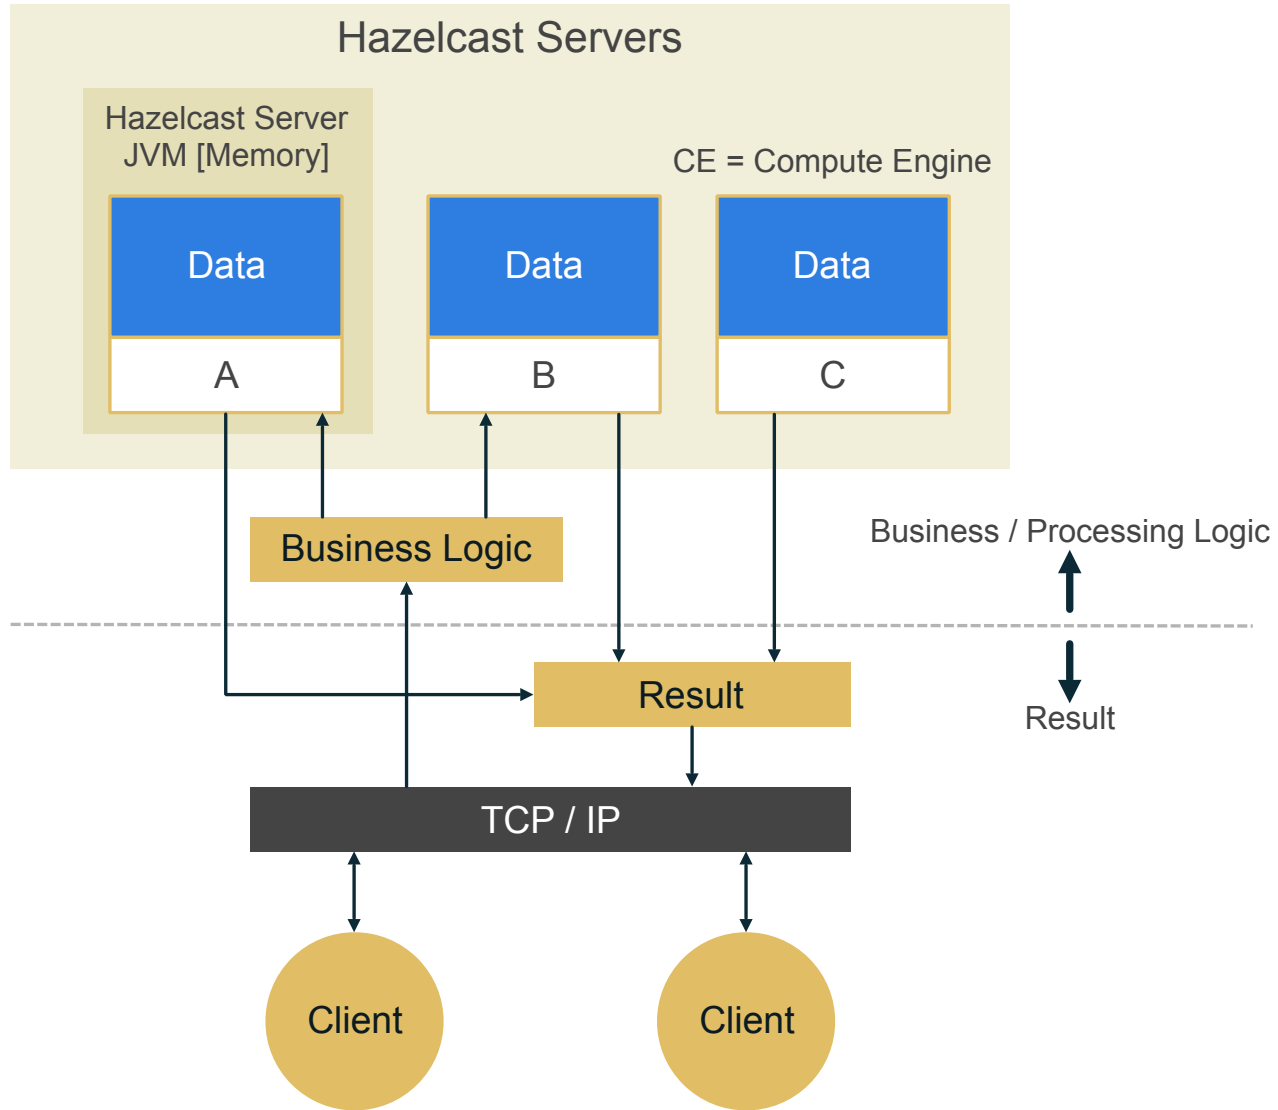 Hazelcast Servers
Hazelcast Server
JVM [Memory]
CE = Compute Engine
Data
Data
Data
A
B
C
Business Logic
Business / Processing Logic
Result
Result
TCP / IP
Client
Client